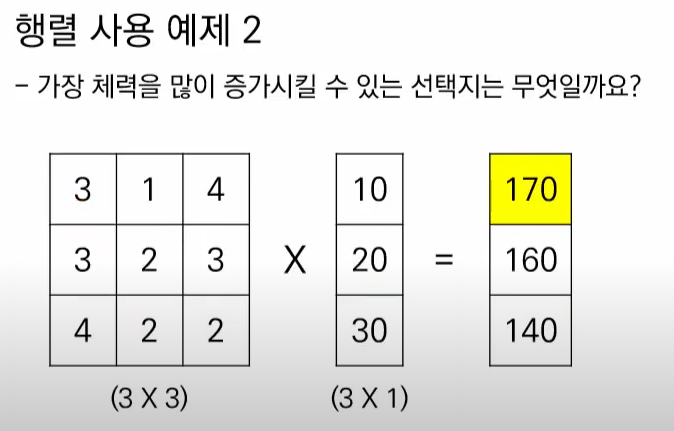 행렬 사용 예제 2
– 가장 체력을 많이 증가시킬 수 있는 선택지는 무엇일까요?
3 1 4 10 170
3 2 3 X 20 = 160
4 2 2 30 140
(3 X 3) (3 X 1)